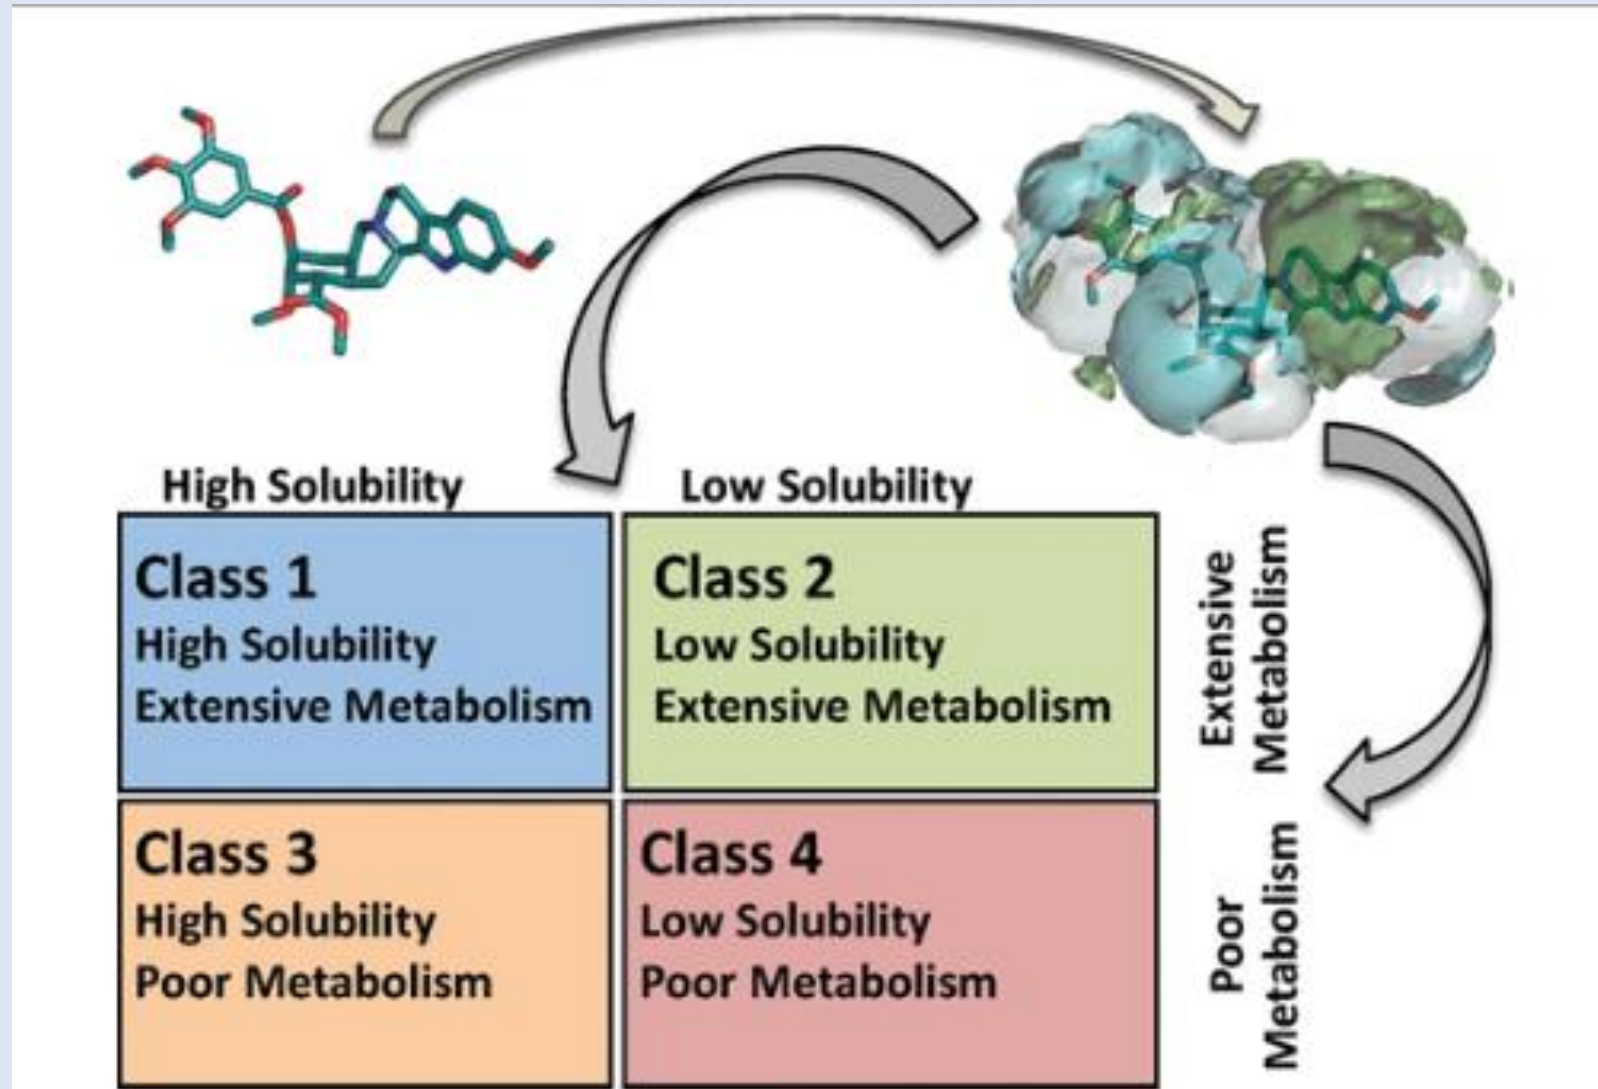 High Solubility
Low Solubility
Class 1
High Solubility
Extensive Metabolism
Class 2
Low Solubility
Extensive Metabolism
Extensive
Metabolism
Class 3
High Solubility
Poor Metabolism
Class 4
Low Solubility
Poor Metabolism
Poor
Metabolism